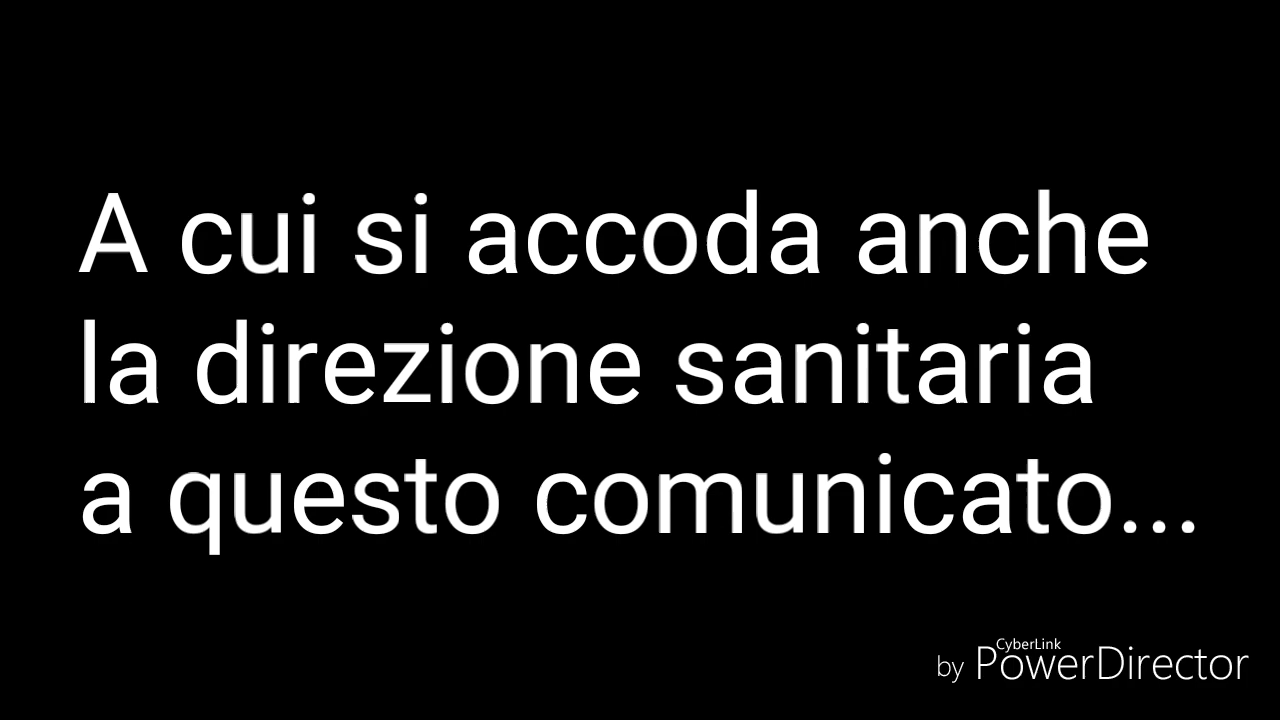 A cui si accoda anche
la direzione sanitaria
a questo comunicato...
by CyberLink PowerDirector